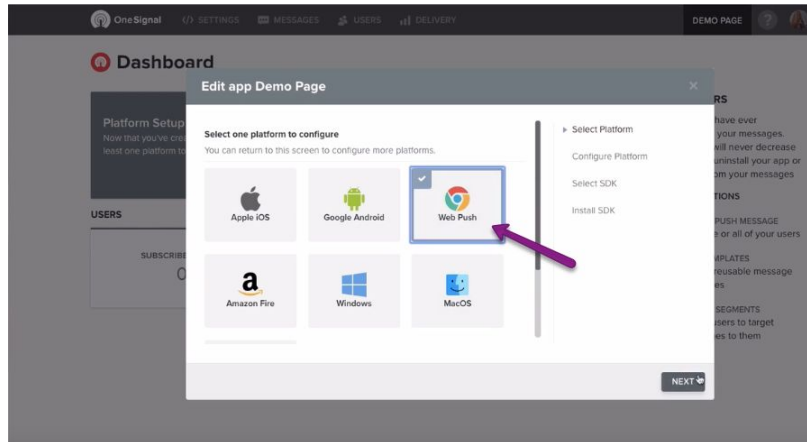 OneSignal </> SETTINGS MESSAGES USERS DELIVERY DEMO PAGE ?
Dashboard
Edit app Demo Page ×
Platform Setup
Now that you've cre
least one platform to
USERS
SUBSCRIBE
0
Select one platform to configure
You can return to this screen to configure more platforms.
Apple iOS
Google Android
Web Push
Amazon Fire
Windows
MacOS
Select Platform
Configure Platform
Select SDK
Install SDK
NEXT
RS
have ever
your messages.
will never decrease
uninstall your app or
om your messages
TIONS
PUSH MESSAGE
e or all of your users
MPLATES
reusable message
es
SEGMENTS
users to target
es to them